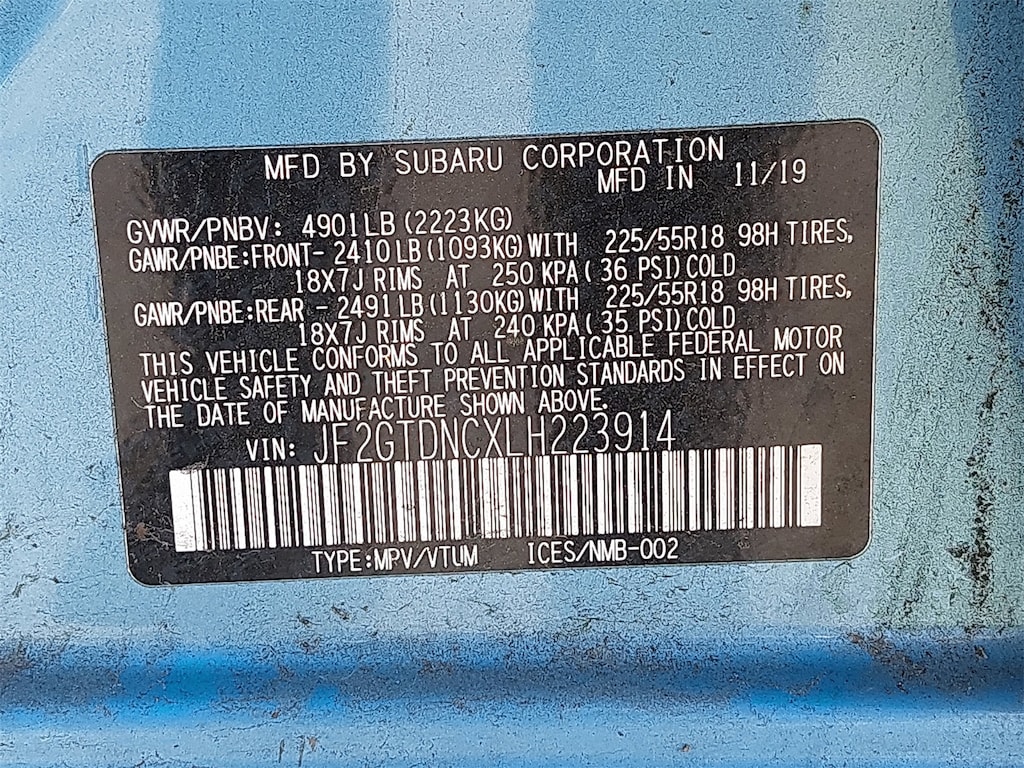 MFD BY SUBARU CORPORATION
MFD IN 11/19
GVWR/PNBV: 4901LB (2223KG)
GAWR/PNBE:FRONT- 2410LB(1093KG)WITH 225/55R18 98H TIRES,
18X7J RIMS AT 250 KPA( 36 PSI)COLD
GAWR/PNBE:REAR - 2491LB(1130KG)WITH 225/55R18 98H TIRES,
18X7J RIMS AT 240 KPA( 35 PSI)COLD
THIS VEHICLE CONFORMS TO ALL APPLICABLE FEDERAL MOTOR
VEHICLE SAFETY AND THEFT PREVENTION STANDARDS IN EFFECT ON
THE DATE OF MANUFACTURE SHOWN ABOVE.
VIN: JF2GTDNCXLH223914
TYPE:MPV/VTUM ICES/NMB-002